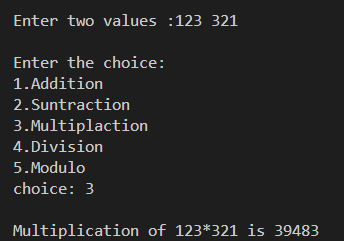 Enter two values :123 321
Enter the choice:
1.Addition
2.Suntraction
3.Multiplaction
4.Division
5.Modulo
choice: 3
Multiplication of 123*321 is 39483